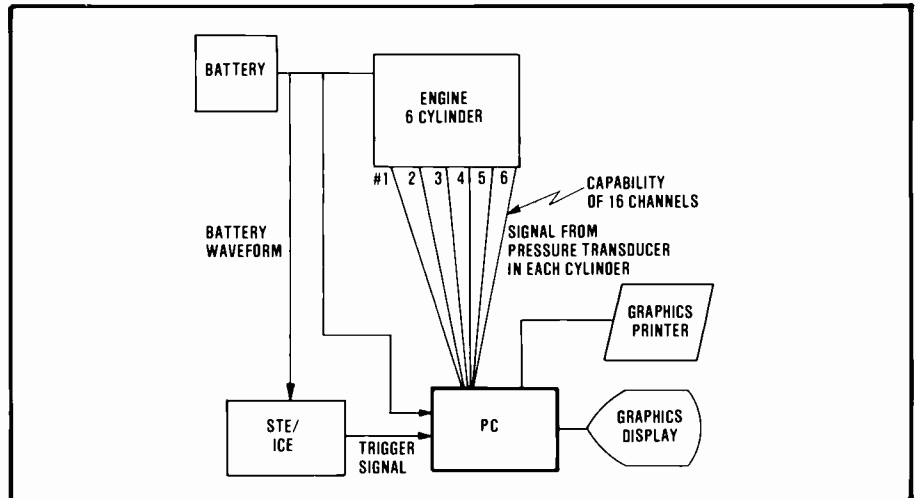 BATTERY
ENGINE
6 CYLINDER
#1 2 3 4 5 6
CAPABILITY
OF 16 CHANNELS
SIGNAL FROM
PRESSURE TRANSDUCER
IN EACH CYLINDER
BATTERY
WAVEFORM
GRAPHICS
PRINTER
STE/
ICE
TRIGGER
SIGNAL
PC
GRAPHICS
DISPLAY